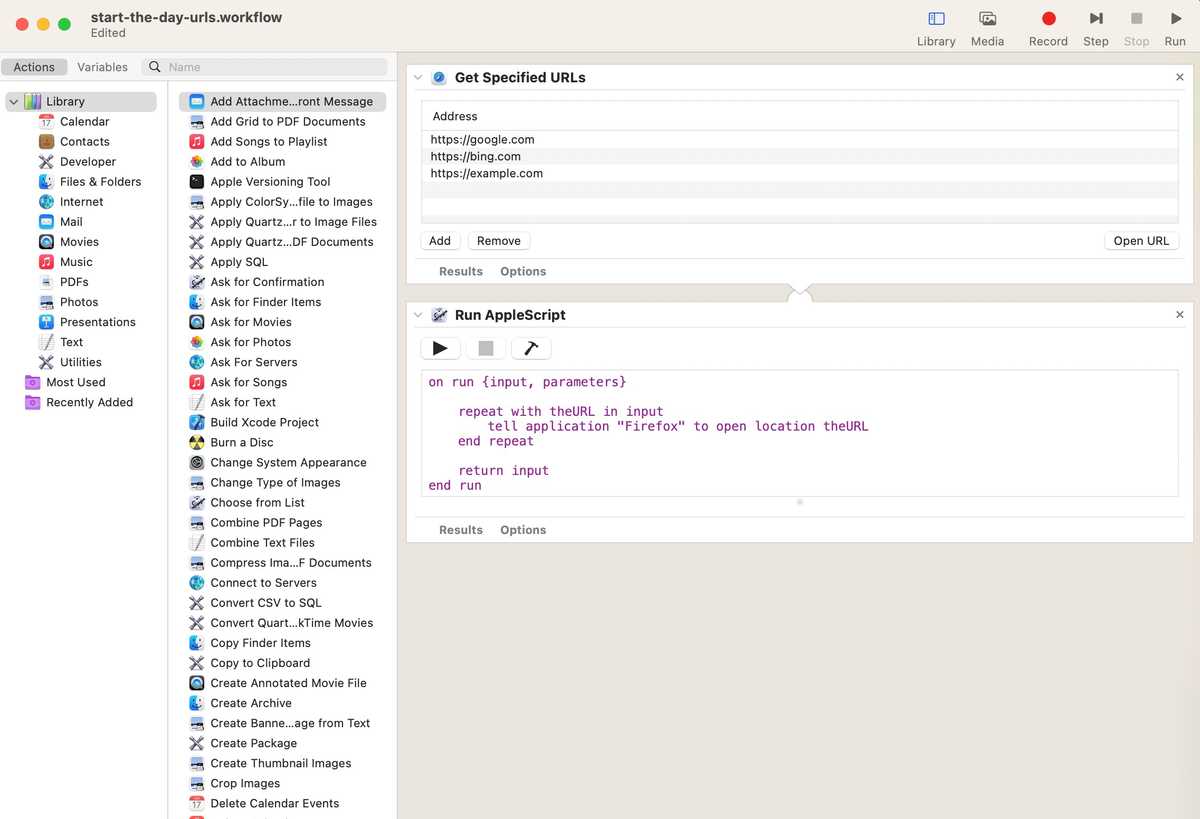 start-the-day-urls.workflow
Edited
Library
Media
Record
Step
Stop
Run
Actions
Variables
Name
Library
Calendar
Contacts
Developer
Files & Folders
Internet
Mail
Movies
Music
PDFs
Photos
Presentations
Text
Utilities
Most Used
Recently Added
Add Attachme...ront Message
Add Grid to PDF Documents
Add Songs to Playlist
Add to Album
Apple Versioning Tool
Apply ColorSy...file to Images
Apply Quartz...r to Image Files
Apply Quartz...DF Documents
Apply SQL
Ask for Confirmation
Ask for Finder Items
Ask for Movies
Ask for Photos
Ask For Servers
Ask for Songs
Ask for Text
Build Xcode Project
Burn a Disc
Change System Appearance
Change Type of Images
Choose from List
Combine PDF Pages
Combine Text Files
Compress Ima...F Documents
Connect to Servers
Convert CSV to SQL
Convert Quart...kTime Movies
Copy Finder Items
Copy to Clipboard
Create Annotated Movie File
Create Archive
Create Banne...age from Text
Create Package
Create Thumbnail Images
Crop Images
Delete Calendar Events
Get Specified URLs
Address
https://google.com
https://bing.com
https://example.com
Add
Remove
Open URL
Results
Options
Run AppleScript
on run {input, parameters}
repeat with theURL in input
tell application "Firefox" to open location theURL
end repeat
return input
end run
Results
Options